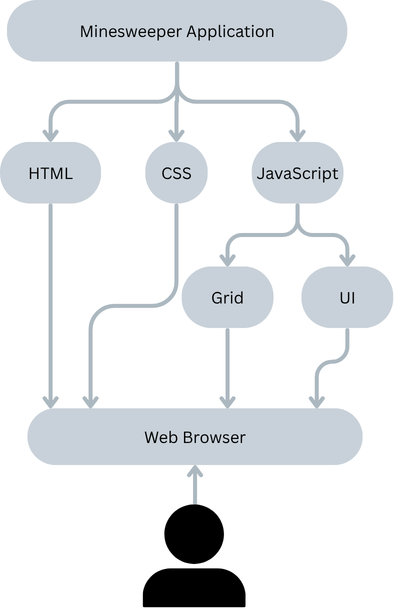 Minesweeper Application
HTML
CSS
JavaScript
Grid
UI
Web Browser